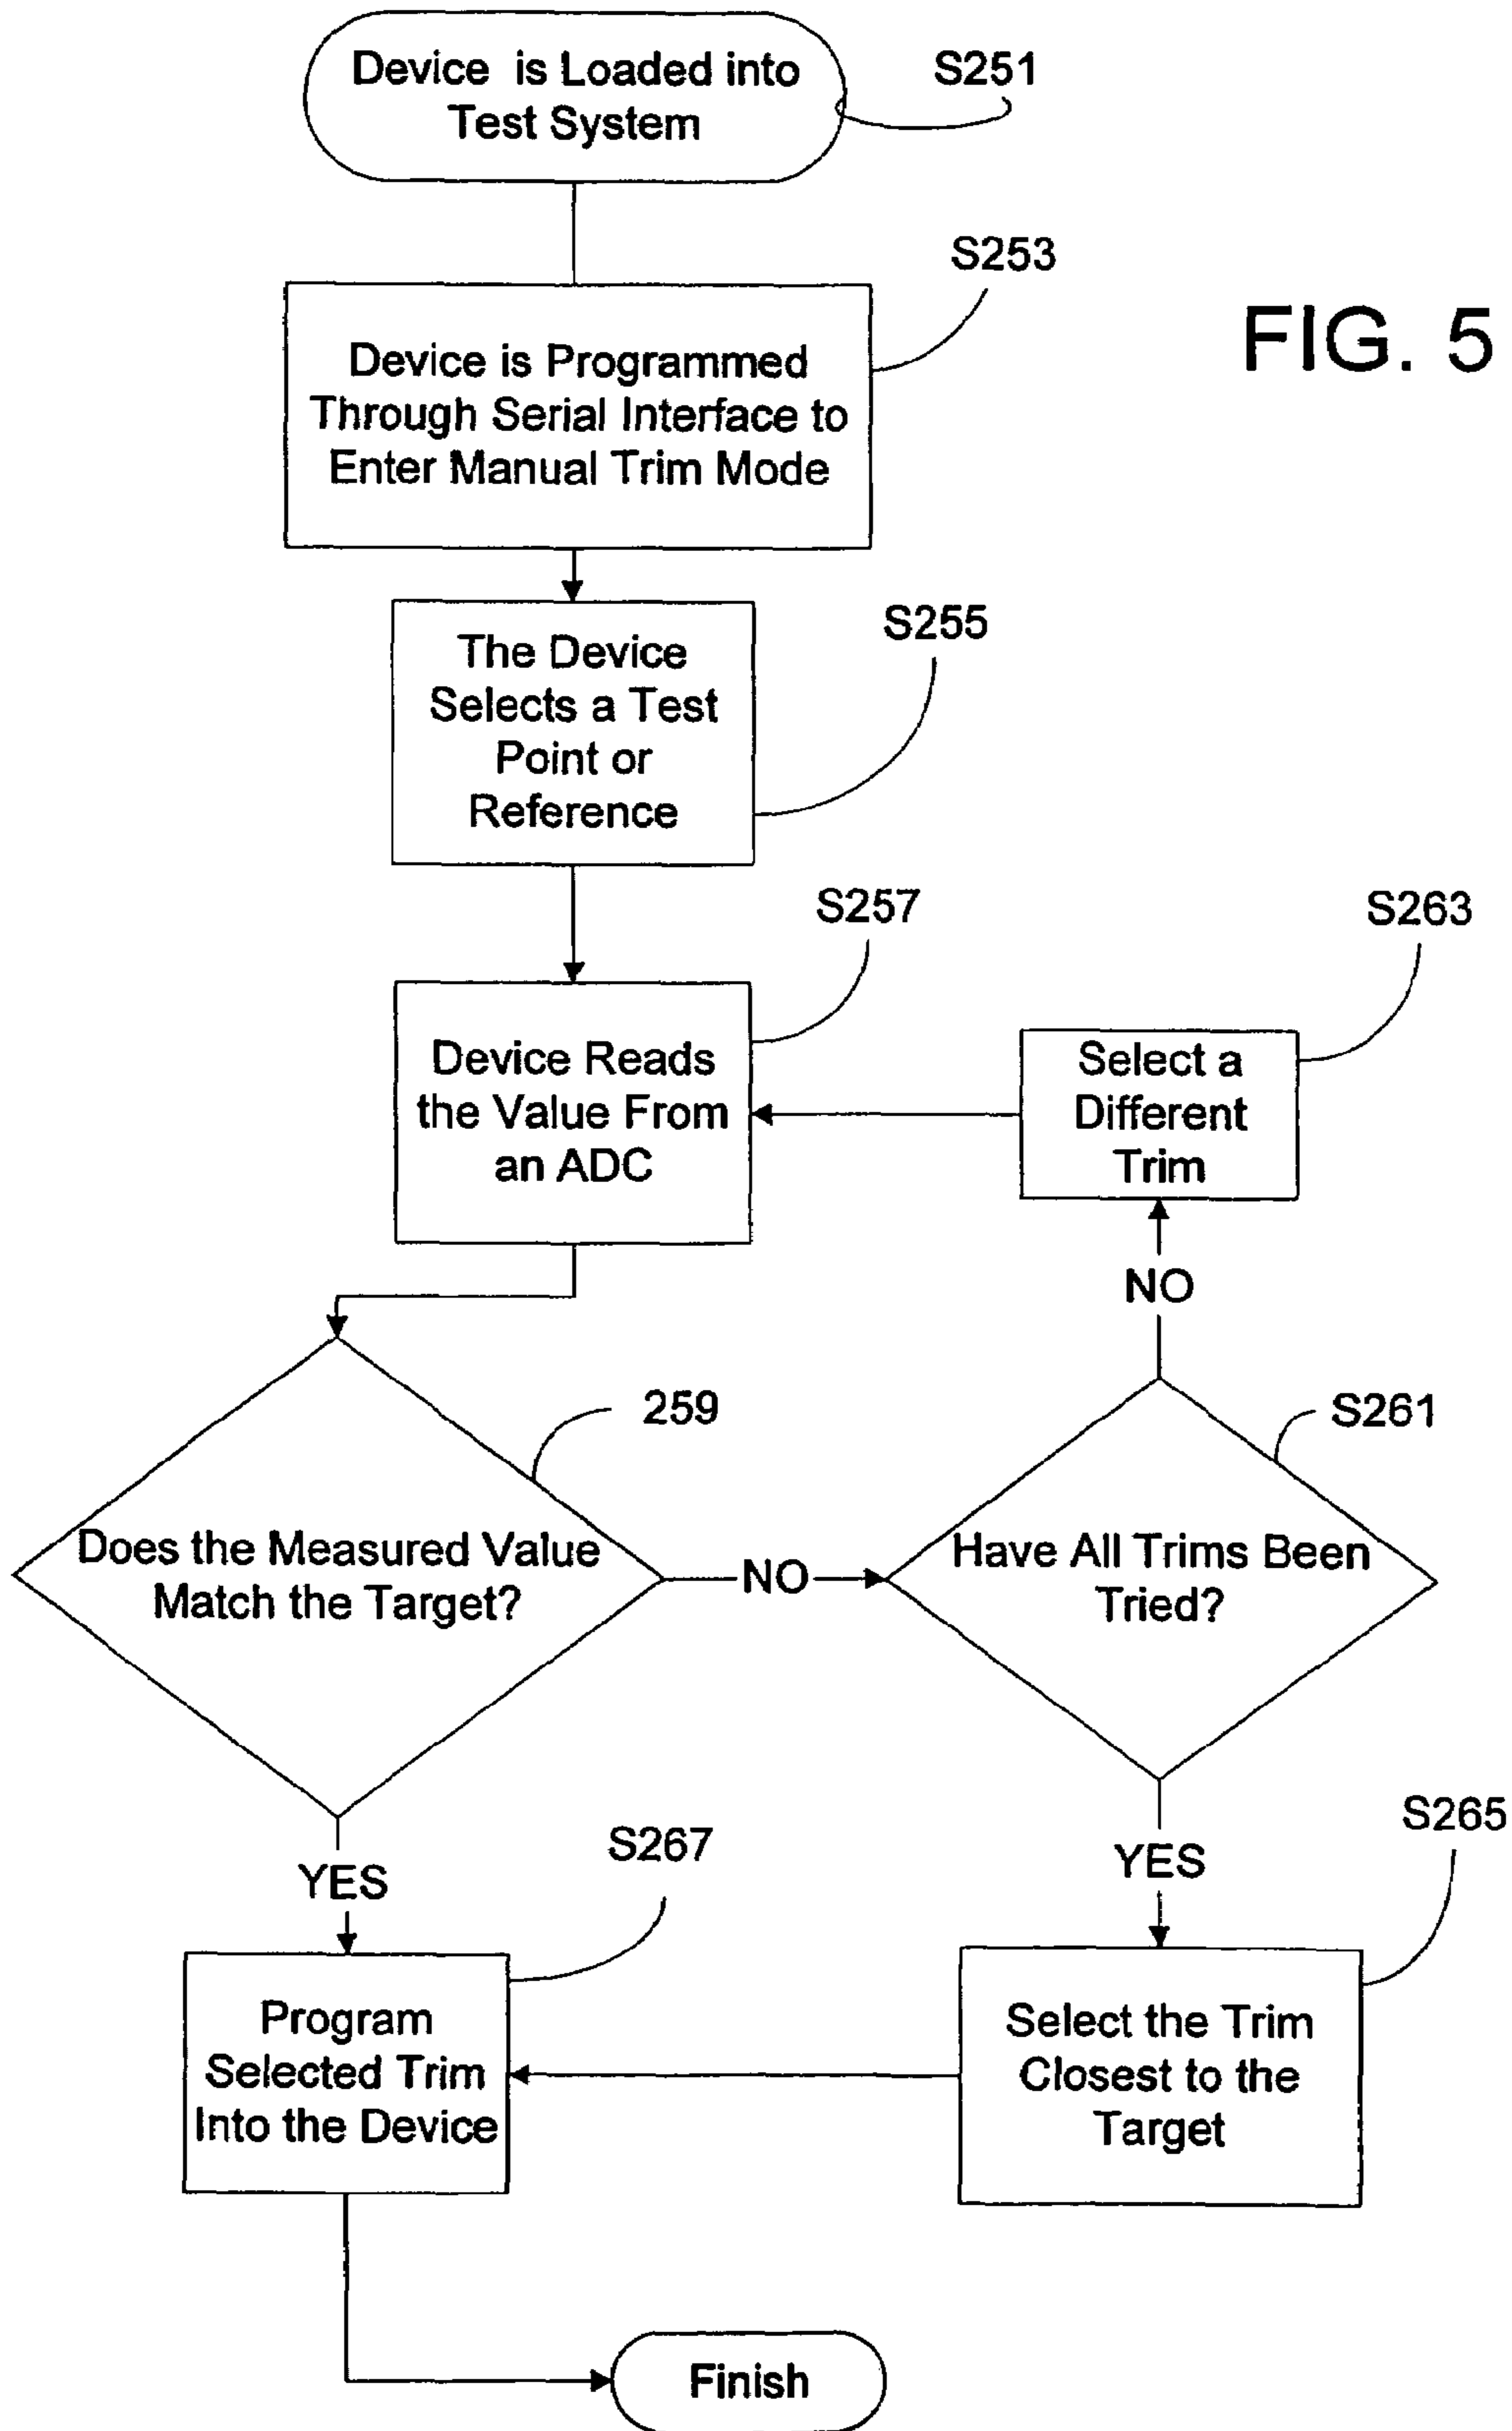 Device is Loaded into
Test System
S251
S253
FIG. 5
Device is Programmed
Through Serial Interface to
Enter Manual Trim Mode
S255
The Device
Selects a Test
Point or
Reference
S257
S263
Device Reads
the Value From
an ADC
Select a
Different
Trim
NO
259
S261
Does the Measured Value
Match the Target?
NO
Have All Trims Been
Tried?
S267
S265
YES
YES
Program
Selected Trim
Into the Device
Select the Trim
Closest to the
Target
Finish